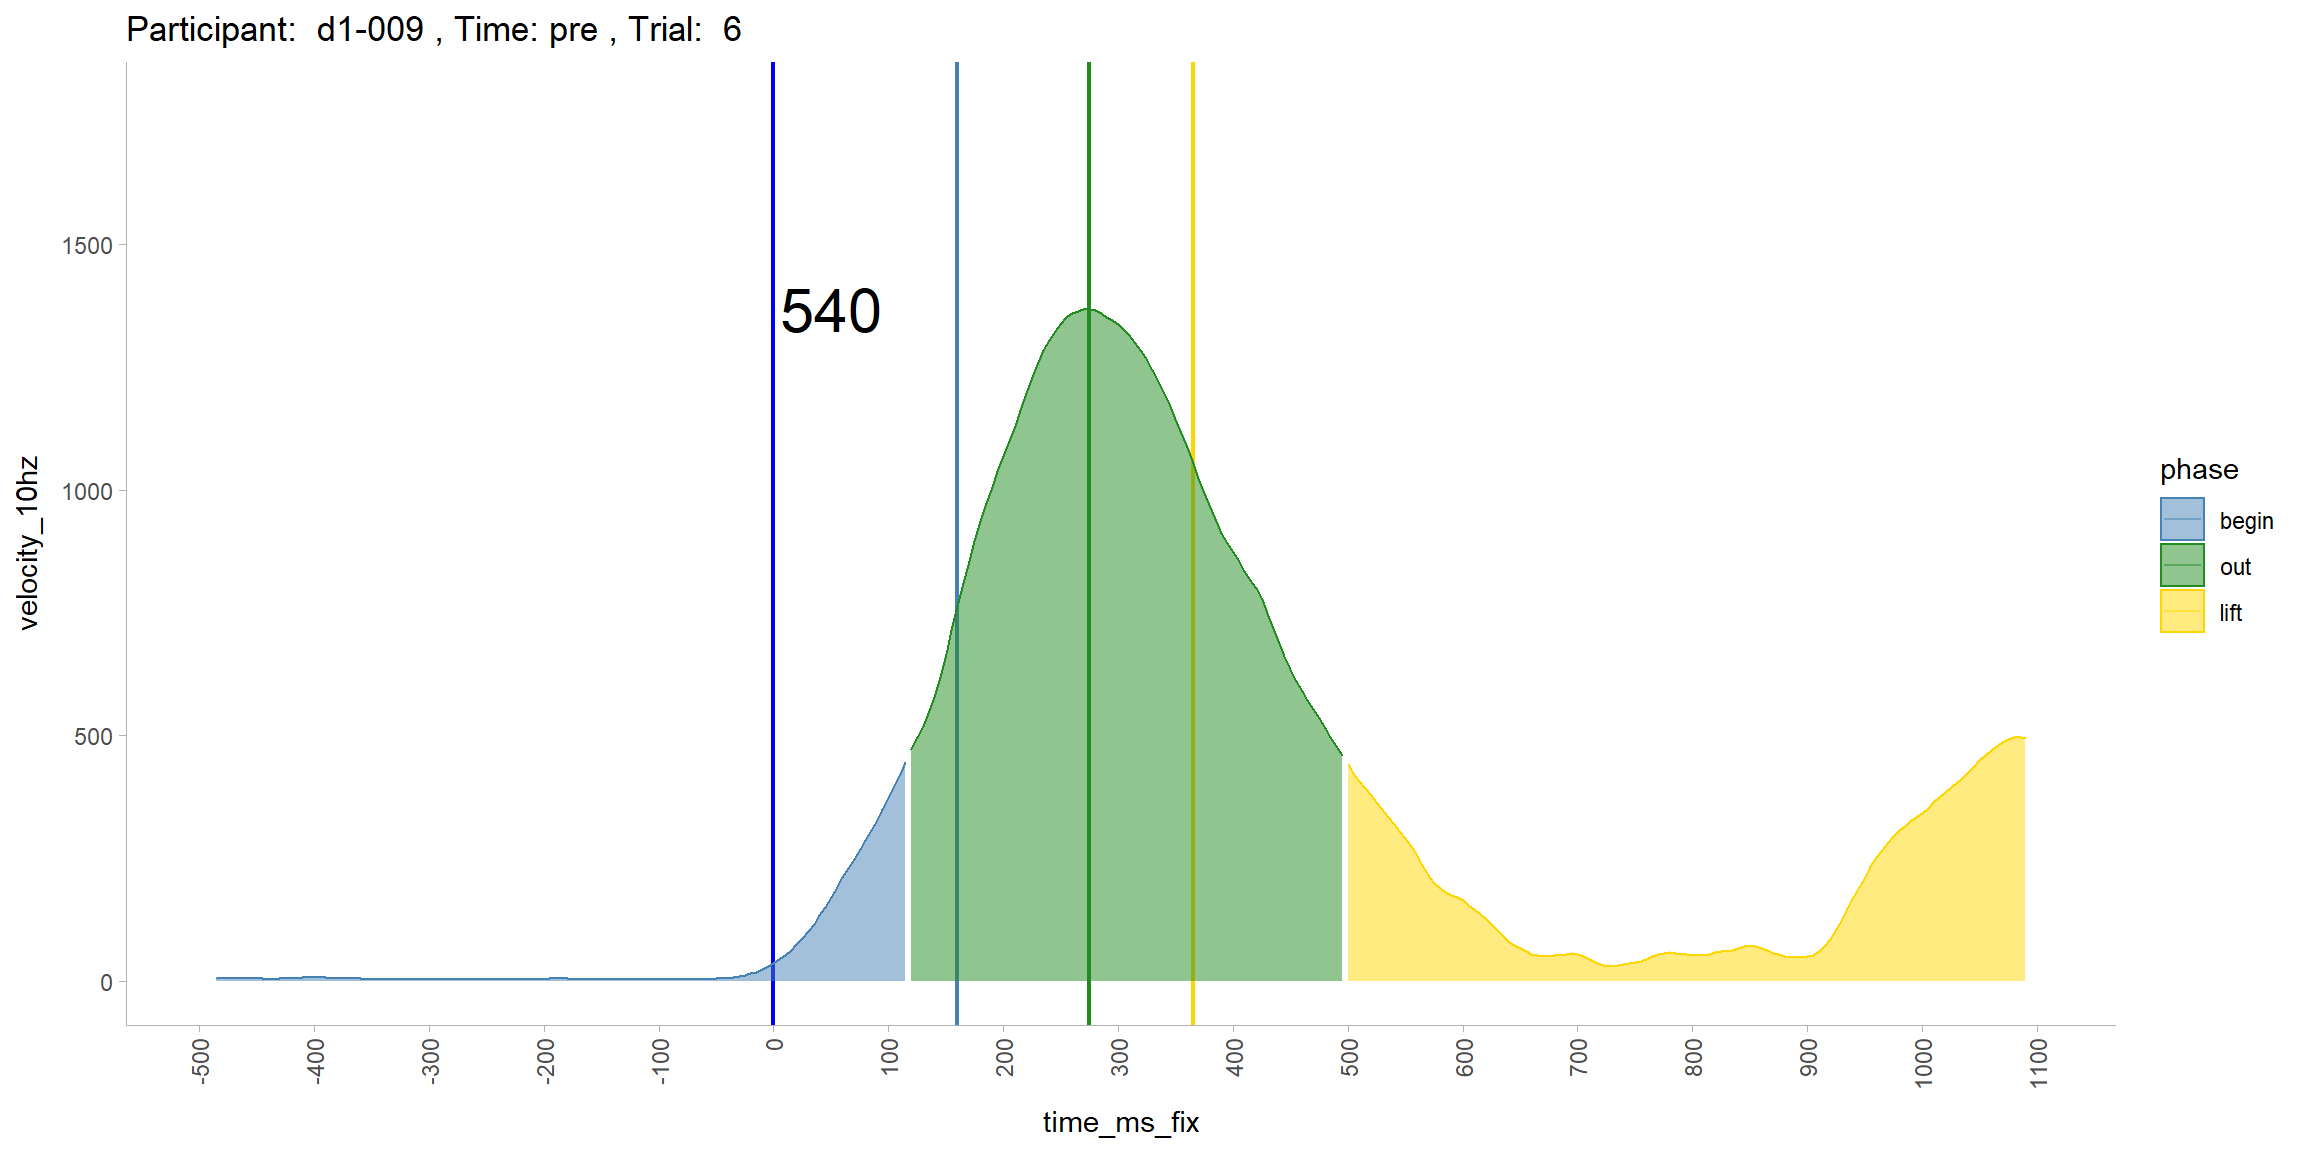 Participant:  d1-009 , Time: pre , Trial:  6
1500
1000
500
0
velocity_10hz
540
-500 -400 -300 -200 -100 0 100 200 300 400 500 600 700 800 900 1000 1100
time_ms_fix
phase
begin
out
lift